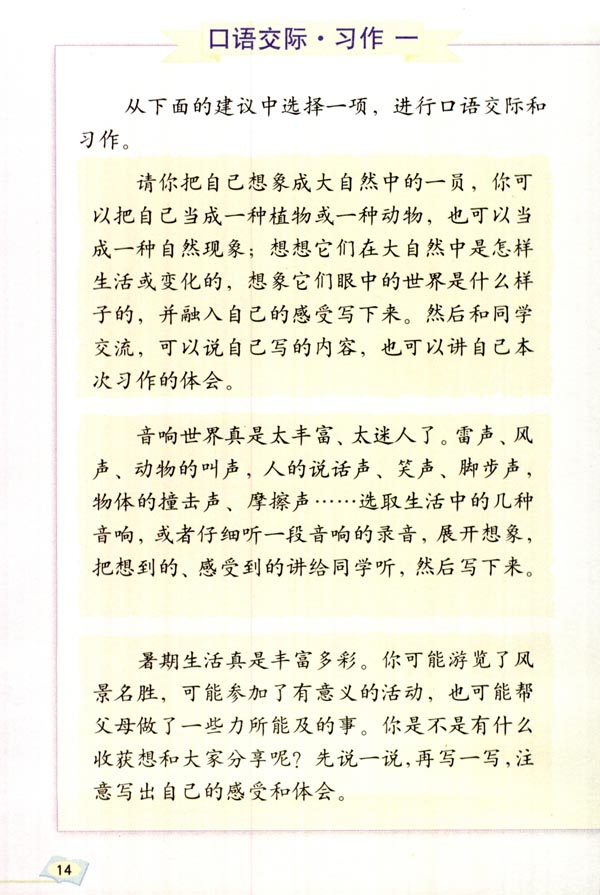 口语交际·习作一
从下面的建议中选择一项，进行口语交际和
习作。
请你把自己想象成大自然中的一员，你可
以把自己当成一种植物或一种动物，也可以当
成一种自然现象；想想它们在大自然中是怎样
生活或变化的，想象它们眼中的世界是什么样
子的，并融入自己的感受写下来。然后和同学
交流，可以说自己写的内容，也可以讲自己本
次习作的体会。
音响世界真是太丰富、太迷人了。雷声、风
声、动物的叫声，人的说话声、笑声、脚步声，
物体的撞击声、摩擦声……选取生活中的几种
音响，或者仔细听一段音响的录音，展开想象，
把想到的、感受到的讲给同学听，然后写下来。
暑期生活真是丰富多彩。你可能游览了风
景名胜，可能参加了有意义的活动，也可能帮
父母做了一些力所能及的事。你是不是有什么
收获想和大家分享呢？先说一说，再写一写，注
意写出自己的感受和体会。
14